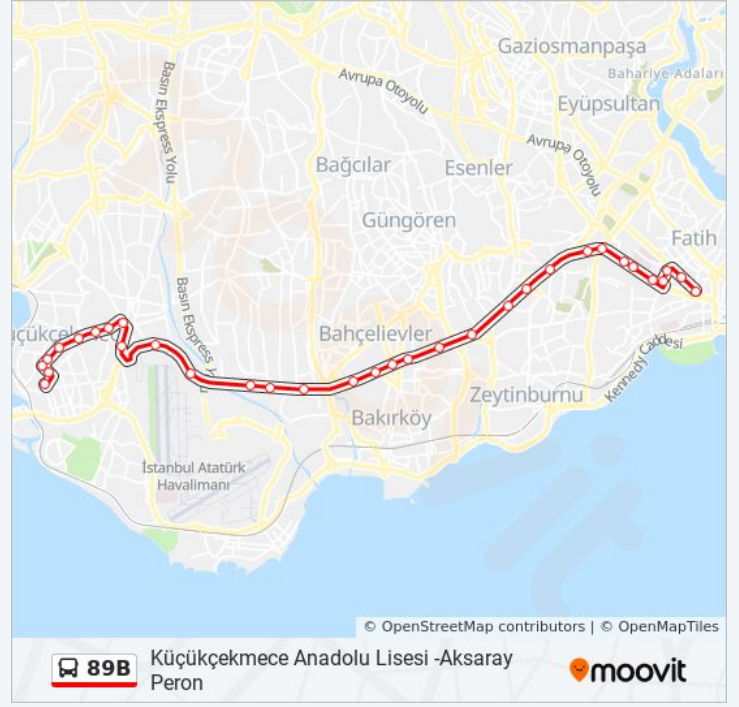 Gaziosmanpaşa
Bahariye Adaları
Avrupa Otoyolu
Eyüpsultan
Basın Ekspress Yolu
Avrupa Otoyolu
Bağcılar
Esenler
Güngören
Fatih
Basın Ekspress
Bahçelievler
Kennedy Caddesi
Zeytinburnu
Bakırköy
İstanbul Atatürk
Havalimanı
© OpenStreetMap contributors | © OpenMapTiles
89B
Küçükçekmece Anadolu Lisesi -Aksaray
Peron
moovit